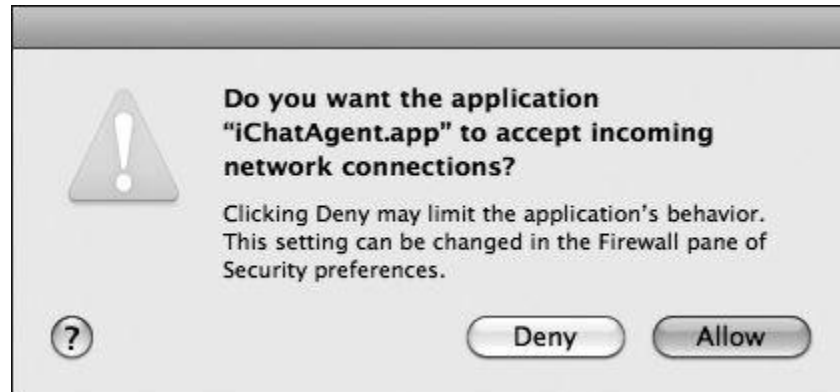 Do you want the application
“iChatAgent.app” to accept incoming
network connections?
Clicking Deny may limit the application’s behavior.
This setting can be changed in the Firewall pane of
Security preferences.
?
Deny
Allow